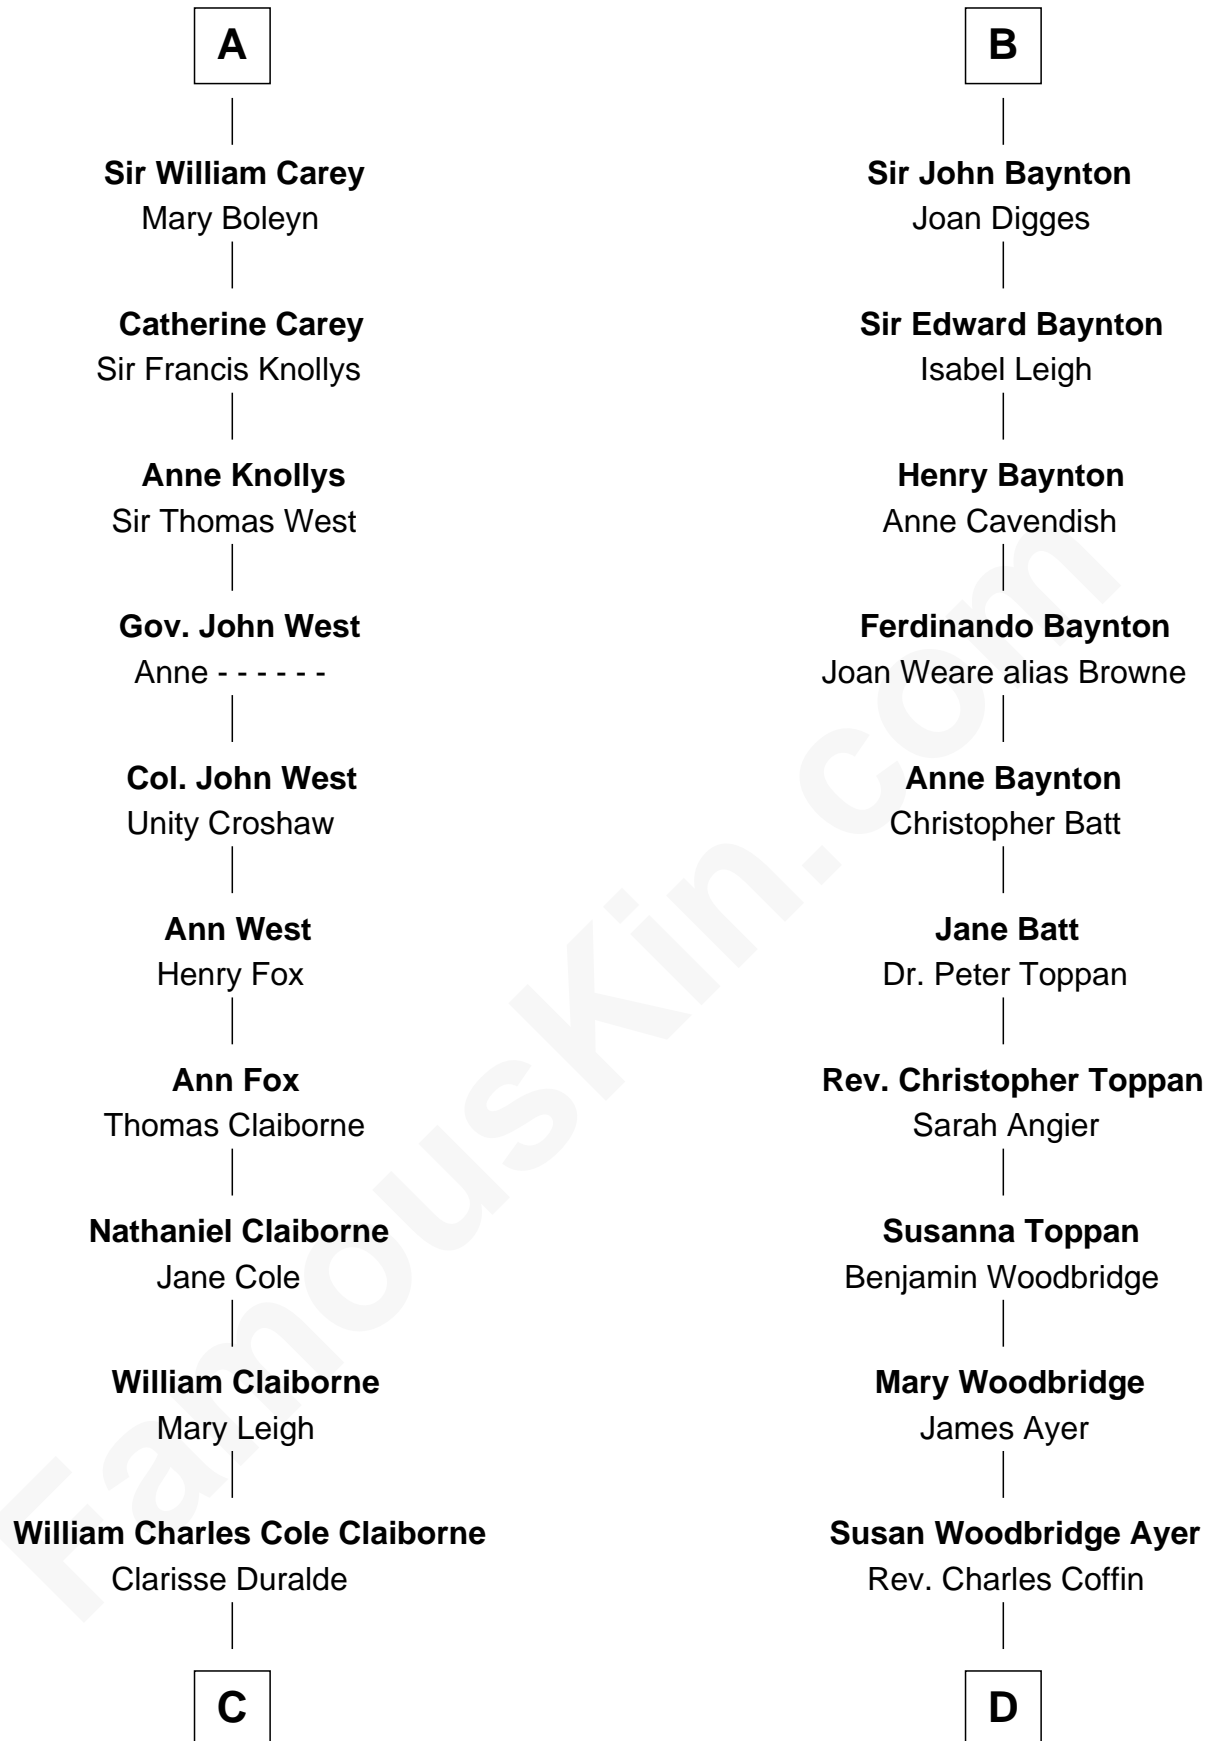 A
Sir William Carey
Mary Boleyn
Catherine Carey
Sir Francis Knollys
Anne Knollys
Sir Thomas West
Gov. John West
Anne - - - - - -
Col. John West
Unity Croshaw
Ann West
Henry Fox
Ann Fox
Thomas Claiborne
Nathaniel Claiborne
Jane Cole
William Claiborne
Mary Leigh
William Charles Cole Claiborne
Clarisse Duralde
C
B
Sir John Baynton
Joan Digges
Sir Edward Baynton
Isabel Leigh
Henry Baynton
Anne Cavendish
Ferdinando Baynton
Joan Weare alias Browne
Anne Baynton
Christopher Batt
Jane Batt
Dr. Peter Toppan
Rev. Christopher Toppan
Sarah Angier
Susanna Toppan
Benjamin Woodbridge
Mary Woodbridge
James Ayer
Susan Woodbridge Ayer
Rev. Charles Coffin
D
FamousKin.com